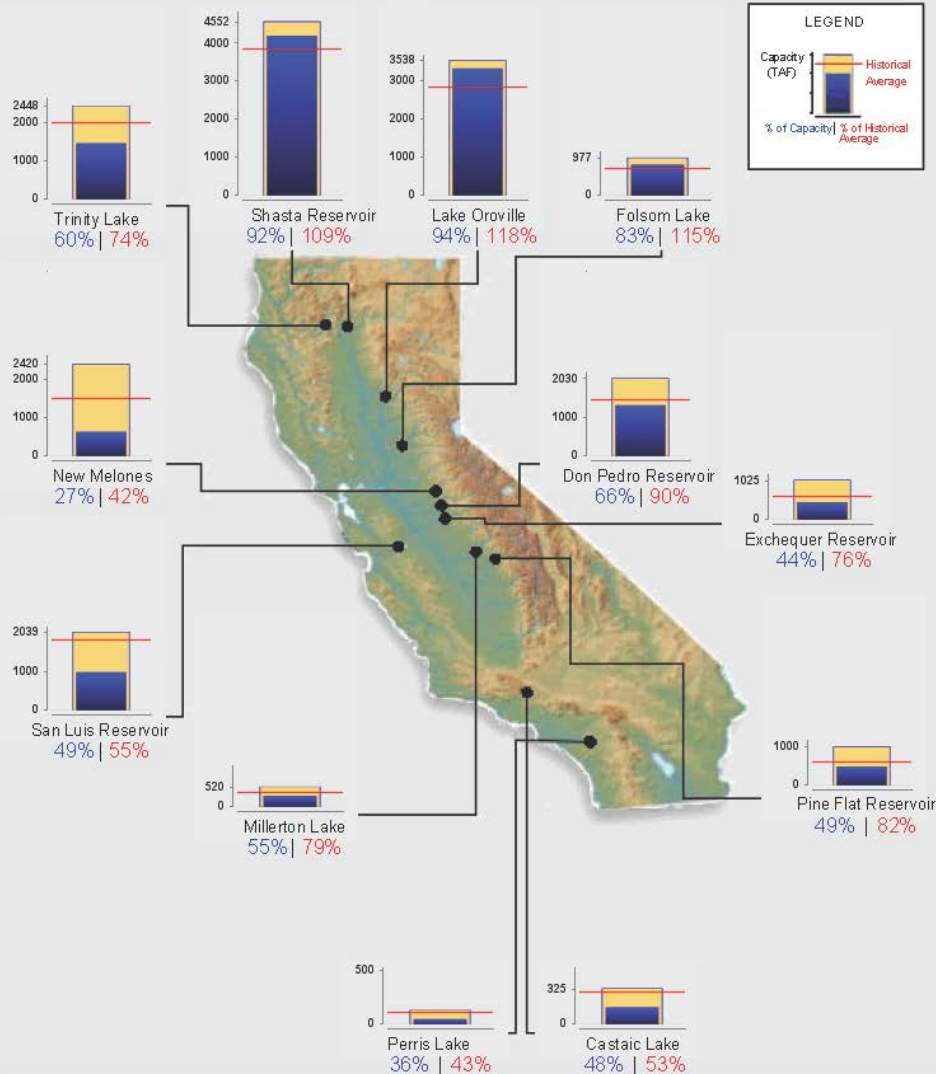 4552
4000
3000
2000
1000
0
Shasta Reservoir
92% | 109%
3538
3000
2000
1000
0
Lake Oroville
94% | 118%
LEGEND
Capacity
(TAF)
Historical
Average
% of Capacity | % of Historical
Average
2448
2000
1000
0
Trinity Lake
60% | 74%
977
0
Folsom Lake
83% | 115%
2420
2000
1000
0
New Melones
27% | 42%
2030
1000
0
Don Pedro Reservoir
66% | 90%
1025
0
Exchequer Reservoir
44% | 76%
2039
1000
0
San Luis Reservoir
49% | 55%
520
0
Millerton Lake
55% | 79%
1000
0
Pine Flat Reservoir
49% | 82%
500
0
Perris Lake
36% | 43%
325
0
Castaic Lake
48% | 53%